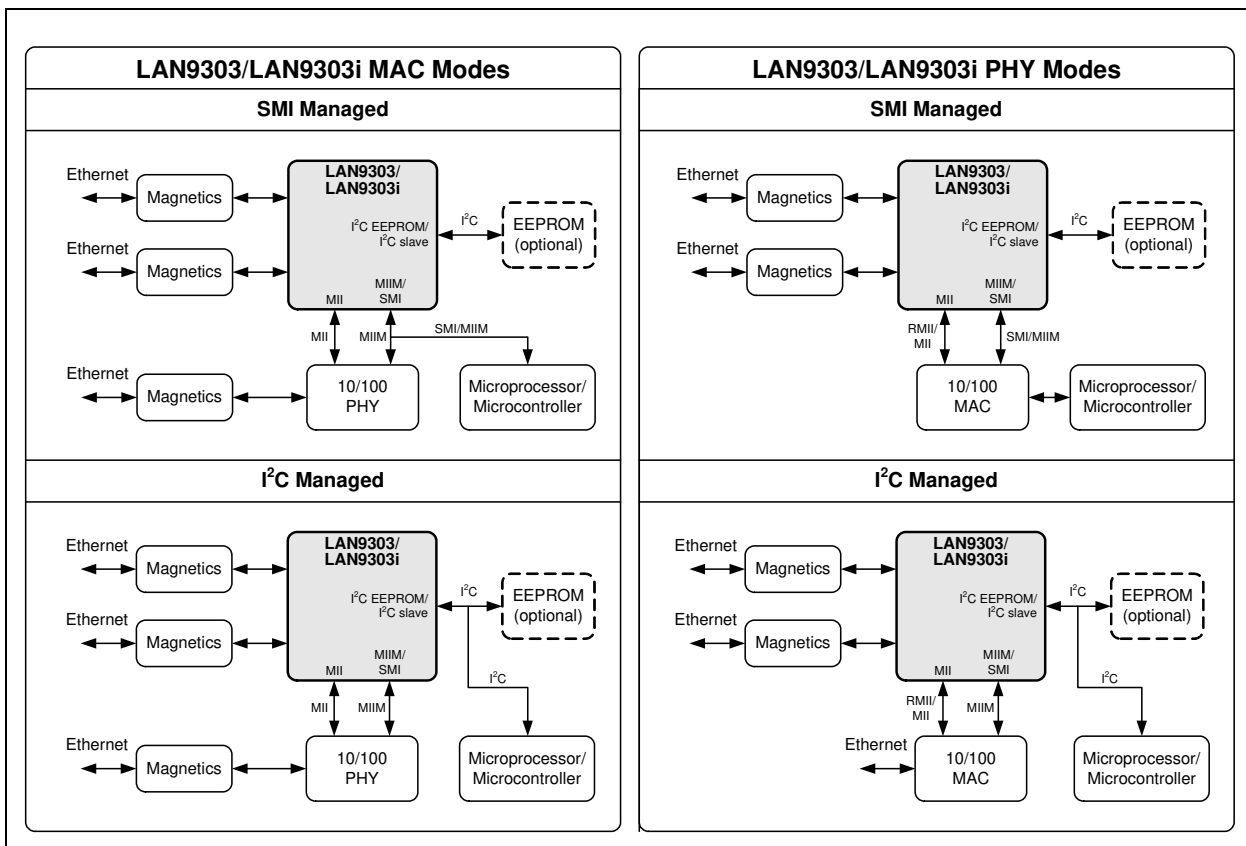 LAN9303/LAN9303i MAC Modes
SMI Managed
Ethernet
Magnetics
Ethernet
Magnetics
LAN9303/
LAN9303i
I²C EEPROM/
I²C slave
MII
MIIM/
SMI
I²C
EEPROM
(optional)
MII
MIIM
SMI/MIIM
Ethernet
Magnetics
10/100
PHY
Microprocessor/
Microcontroller
I²C Managed
Ethernet
Magnetics
Ethernet
Magnetics
LAN9303/
LAN9303i
I²C EEPROM/
I²C slave
MII
MIIM/
SMI
I²C
EEPROM
(optional)
I²C
MII
MIIM
Ethernet
Magnetics
10/100
PHY
Microprocessor/
Microcontroller
LAN9303/LAN9303i PHY Modes
SMI Managed
Ethernet
Magnetics
Ethernet
Magnetics
LAN9303/
LAN9303i
I²C EEPROM/
I²C slave
MII
MIIM/
SMI
I²C
EEPROM
(optional)
RMII/
MII
SMI/MIIM
10/100
MAC
Microprocessor/
Microcontroller
I²C Managed
Ethernet
Magnetics
Ethernet
Magnetics
LAN9303/
LAN9303i
I²C EEPROM/
I²C slave
MII
MIIM/
SMI
I²C
EEPROM
(optional)
I²C
RMII/
MII
MIIM
Ethernet
10/100
MAC
Microprocessor/
Microcontroller